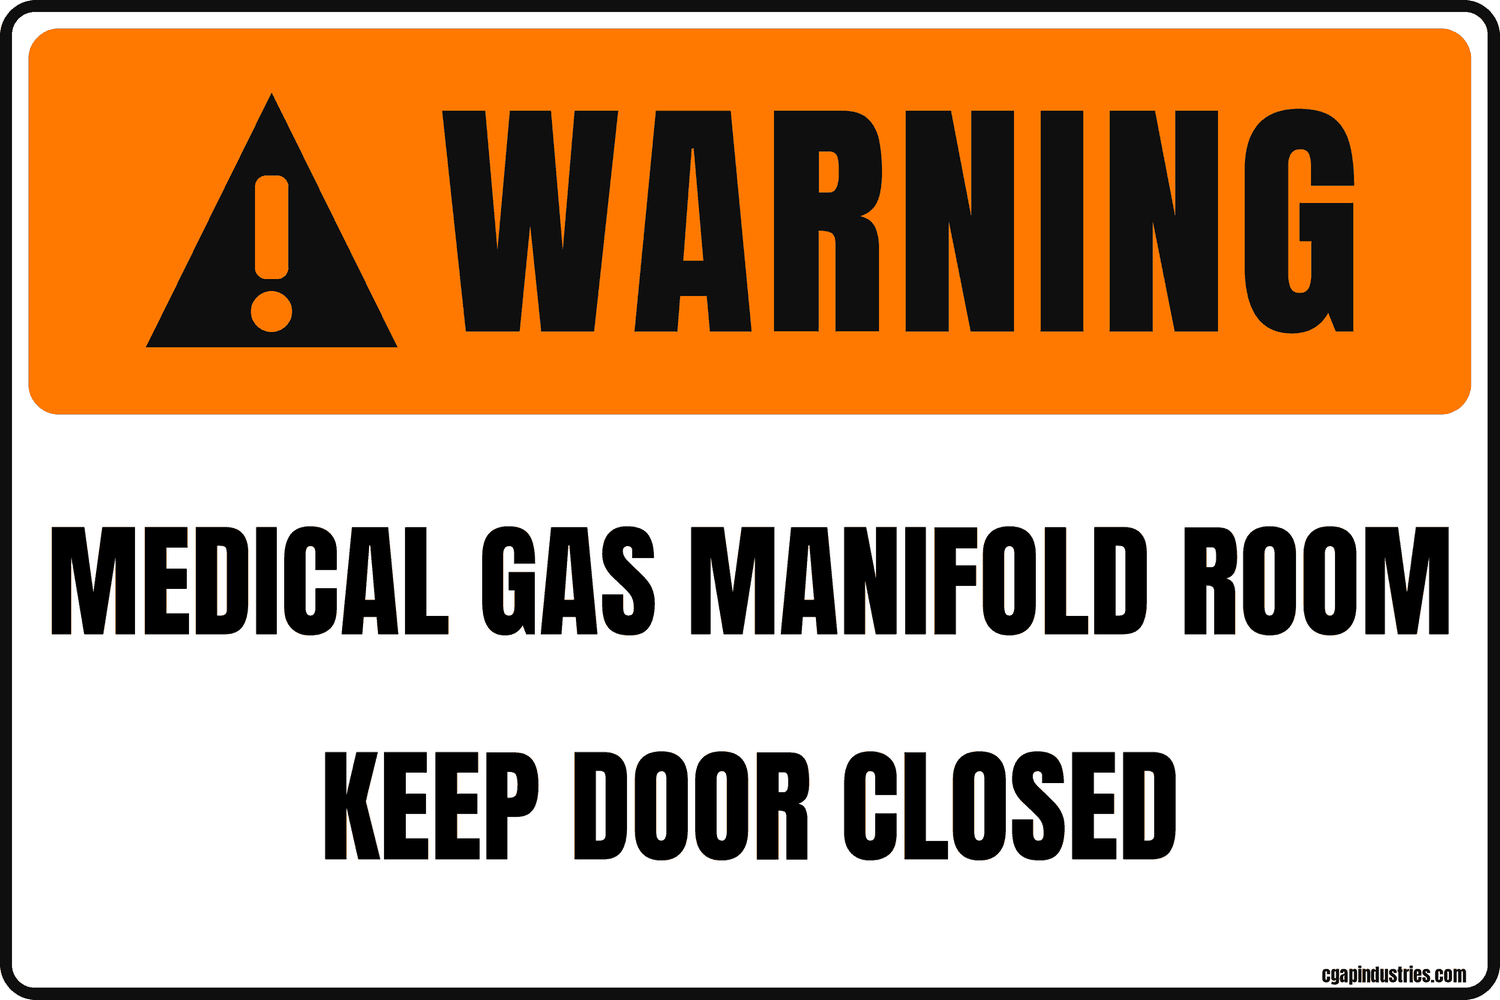 WARNING
MEDICAL GAS MANIFOLD ROOM
KEEP DOOR CLOSED
cgapindustries.com